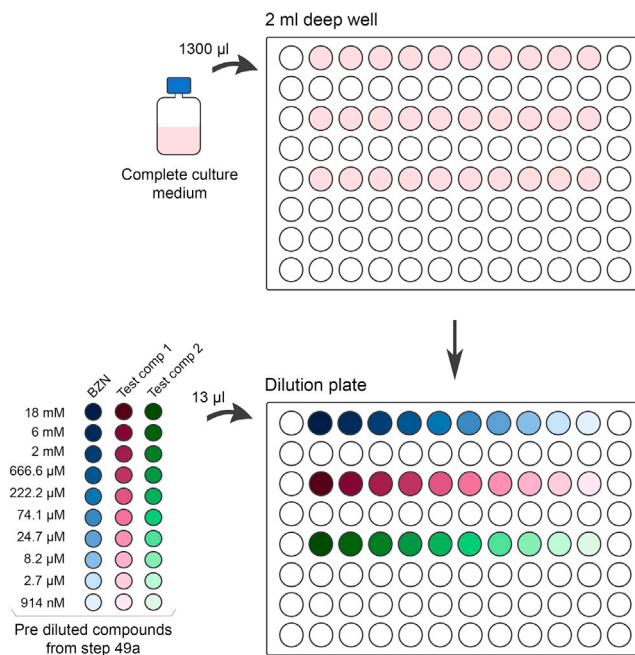 2 ml deep well
1300 µl
Complete culture
medium
BZN
Test comp 1
Test comp 2
13 µl
Dilution plate
18 mM
6 mM
2 mM
666.6 µM
222.2 µM
74.1 µM
24.7 µM
8.2 µM
2.7 µM
914 nM
Pre diluted compounds
from step 49a